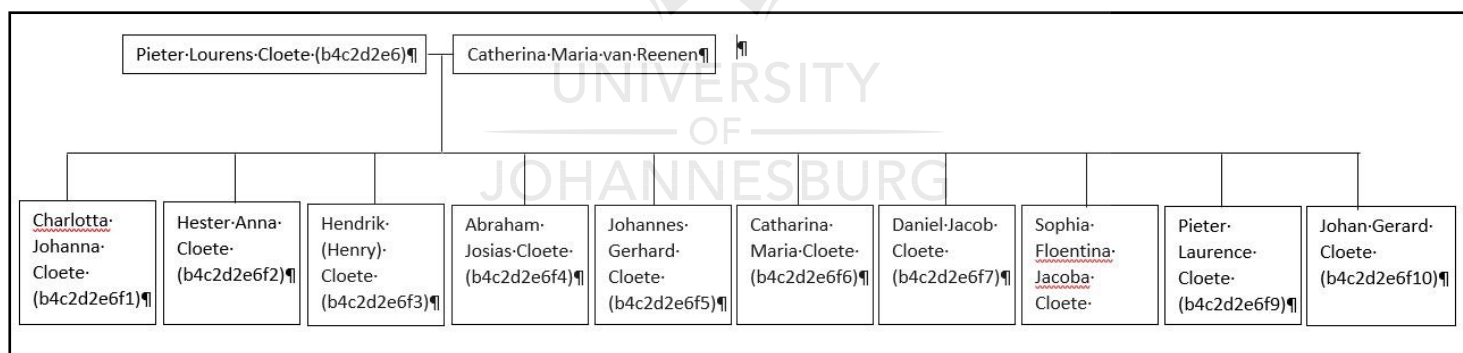 Pieter·Lourens·Cloete·(b4c2d2e6)¶
Catherina·Maria·van·Reenen¶
¶
UNIVERSITY
OF
JOHANNESBURG
Charlotta·
Johanna·
Cloete·
(b4c2d2e6f1)¶
Hester·Anna·
Cloete·
(b4c2d2e6f2)¶
Hendrik·
(Henry)·
Cloete·
(b4c2d2e6f3)¶
Abraham·
Josias·Cloete·
(b4c2d2e6f4)¶
Johannes·
Gerhard·
Cloete·
(b4c2d2e6f5)¶
Catharina·
Maria·Cloete·
(b4c2d2e6f6)¶
Daniel·Jacob·
Cloete·
(b4c2d2e6f7)¶
Sophia·
Floentina·
Jacoba·
Cloete·
Pieter·
Laurence·
Cloete·
(b4c2d2e6f9)¶
Johan·Gerard·
Cloete·
(b4c2d2e6f10)¶